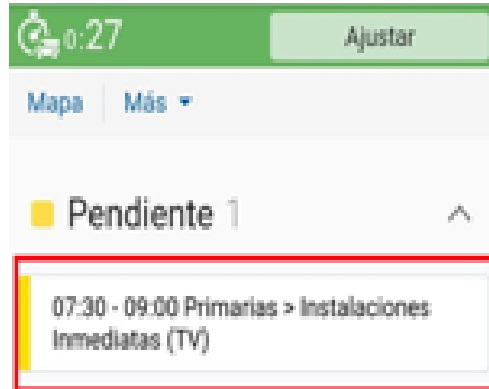 0:27 Ajustar
Mapa Más
Pendiente 1
07:30 - 09:00 Primarias > Instalaciones
Inmediatas (TV)